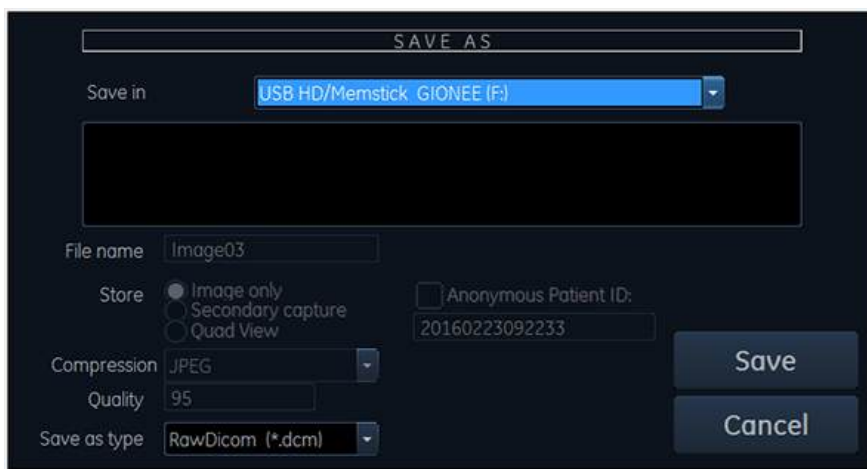 SAVE AS
Save in USB HD/Memstick GIONEE (F:)
File name Image03
Store Image only
Secondary capture
Quad View
Anonymous Patient ID:
20160223092233
Compression JPEG
Quality 95
Save as type RawDicom (*.dcm)
Save
Cancel